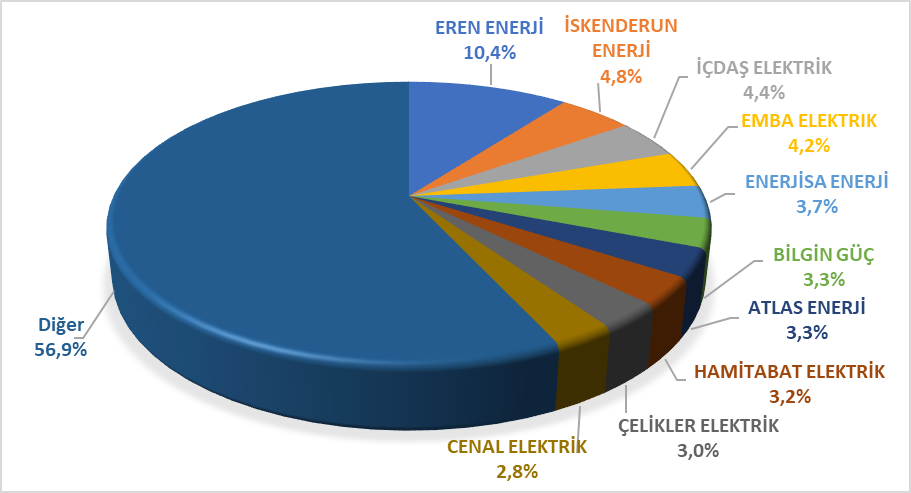 EREN ENERJİ
10,4%
İSKENDERUN
ENERJİ
4,8%
İÇDAŞ ELEKTRİK
4,4%
EMBA ELEKTRIK
4,2%
ENERJİSA ENERJİ
3,7%
BİLGİN GÜÇ
3,3%
ATLAS ENERJİ
3,3%
HAMİTABAT ELEKTRİK
3,2%
ÇELİKLER ELEKTRİK
3,0%
CENAL ELEKTRİK
2,8%
Diğer
56,9%